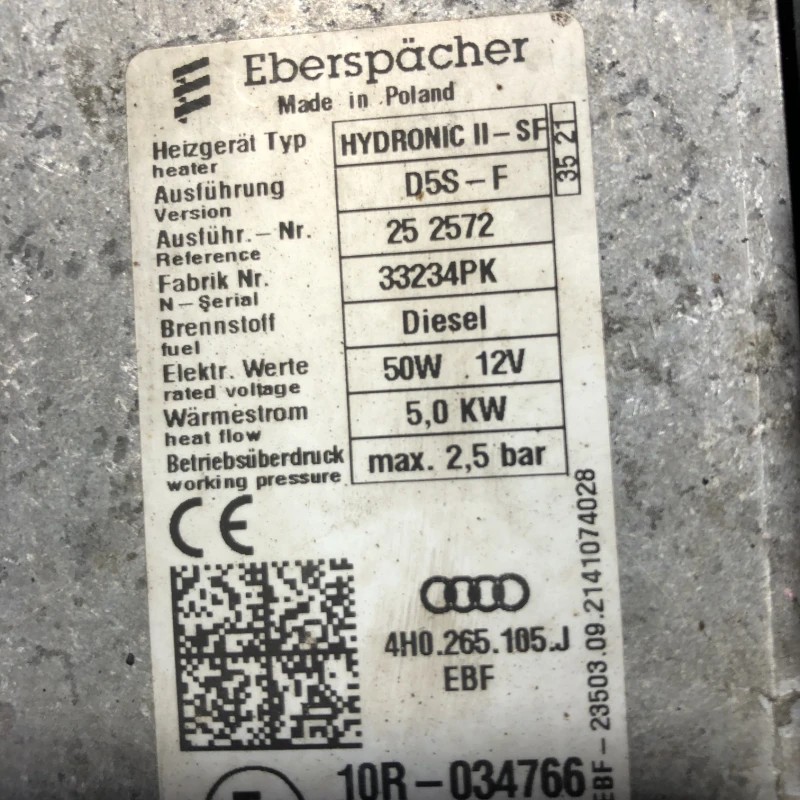 Eberspächer
Made in Poland
Heizgerät Typ HYDRONIC II – SF
heater
35 21
Ausführung D5S – F
Version
Ausführ. – Nr. 25 2572
Reference
Fabrik Nr. 33234PK
N – Serial
Brennstoff Diesel
fuel
Elektr. Werte 50W 12V
rated voltage
Wärmestrom 5,0 KW
heat flow
Betriebsüberdruck max. 2,5 bar
working pressure
CE
4H0.265.105.J
EBF
EBF – 23503.09.2141074028
10R – 034766